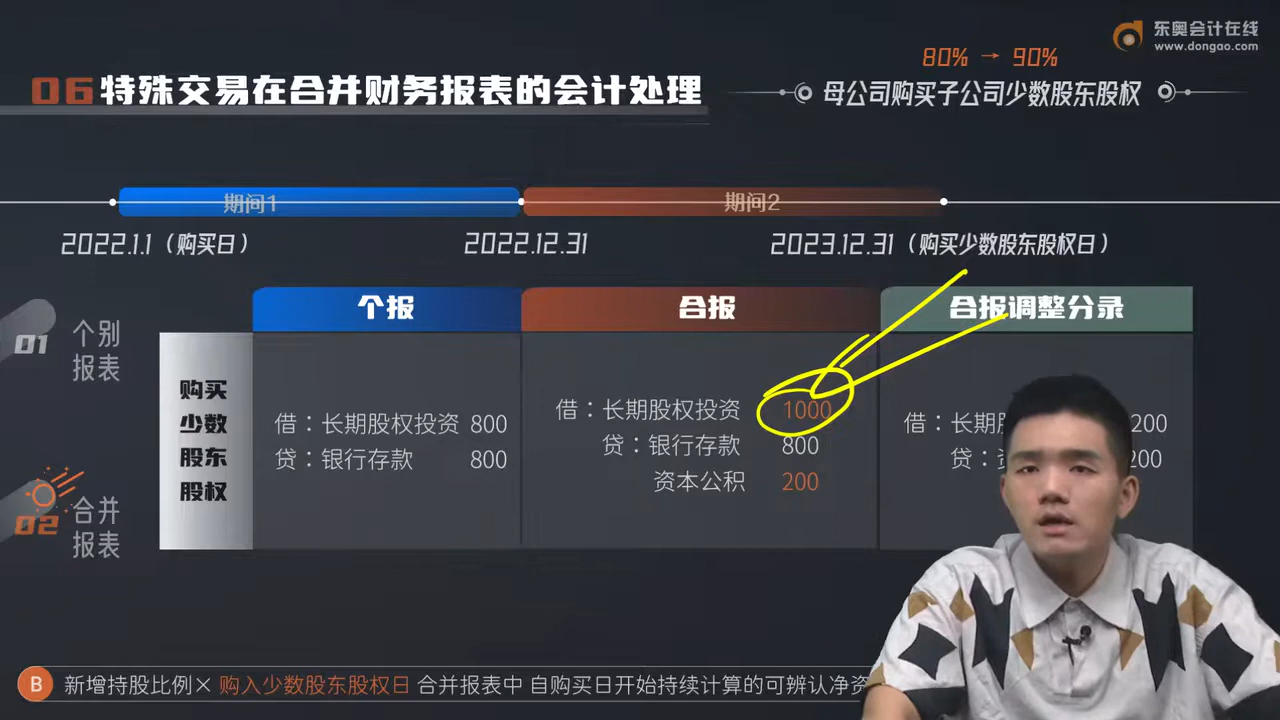 东奥会计在线
www.dongao.com
80% → 90%
06 特殊交易在合并财务报表的会计处理
母公司购买子公司少数股东股权
期间1
期间2
2022.1.1（购买日）
2022.12.31
2023.12.31（购买少数股东股权日）
个报
合报
合报调整分录
01 个别
报表
02 合并
报表
购买
少数
股东
股权
借：长期股权投资 800
贷：银行存款 800
借：长期股权投资 1000
贷：银行存款 800
资本公积 200
借：长期 200
贷： 200
B 新增持股比例× 购入少数股东股权日 合并报表中 自购买日开始持续计算的可辨认净资